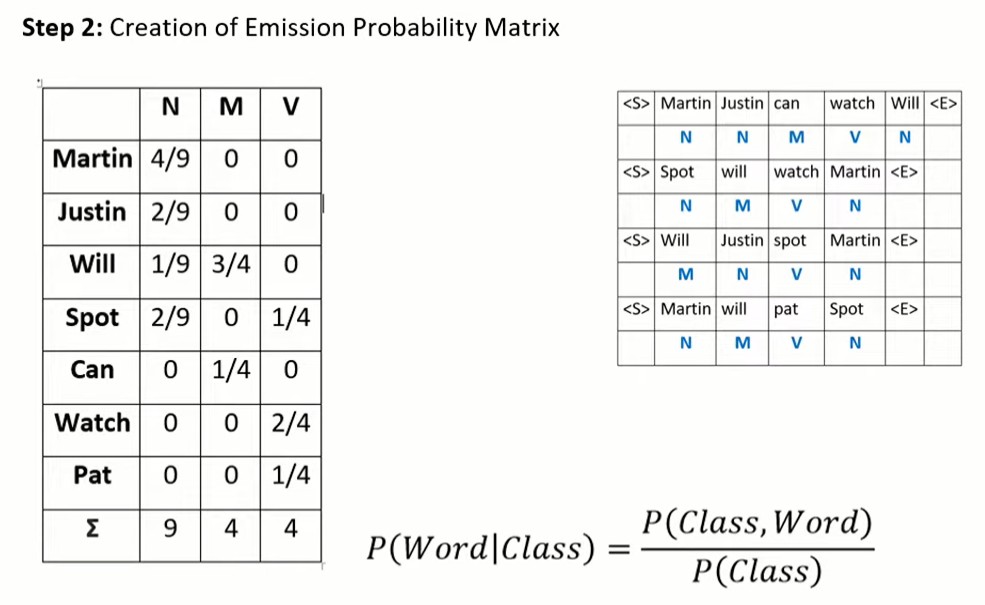 Step 2: Creation of Emission Probability Matrix
N M V
Martin 4/9 0 0
Justin 2/9 0 0
Will 1/9 3/4 0
Spot 2/9 0 1/4
Can 0 1/4 0
Watch 0 0 2/4
Pat 0 0 1/4
Σ 9 4 4
<S> Martin Justin can watch Will <E>
N N M V N
<S> Spot will watch Martin <E>
N M V N
<S> Will Justin spot Martin <E>
M N V N
<S> Martin will pat Spot <E>
N M V N
P(Word|Class) = P(Class, Word) / P(Class)